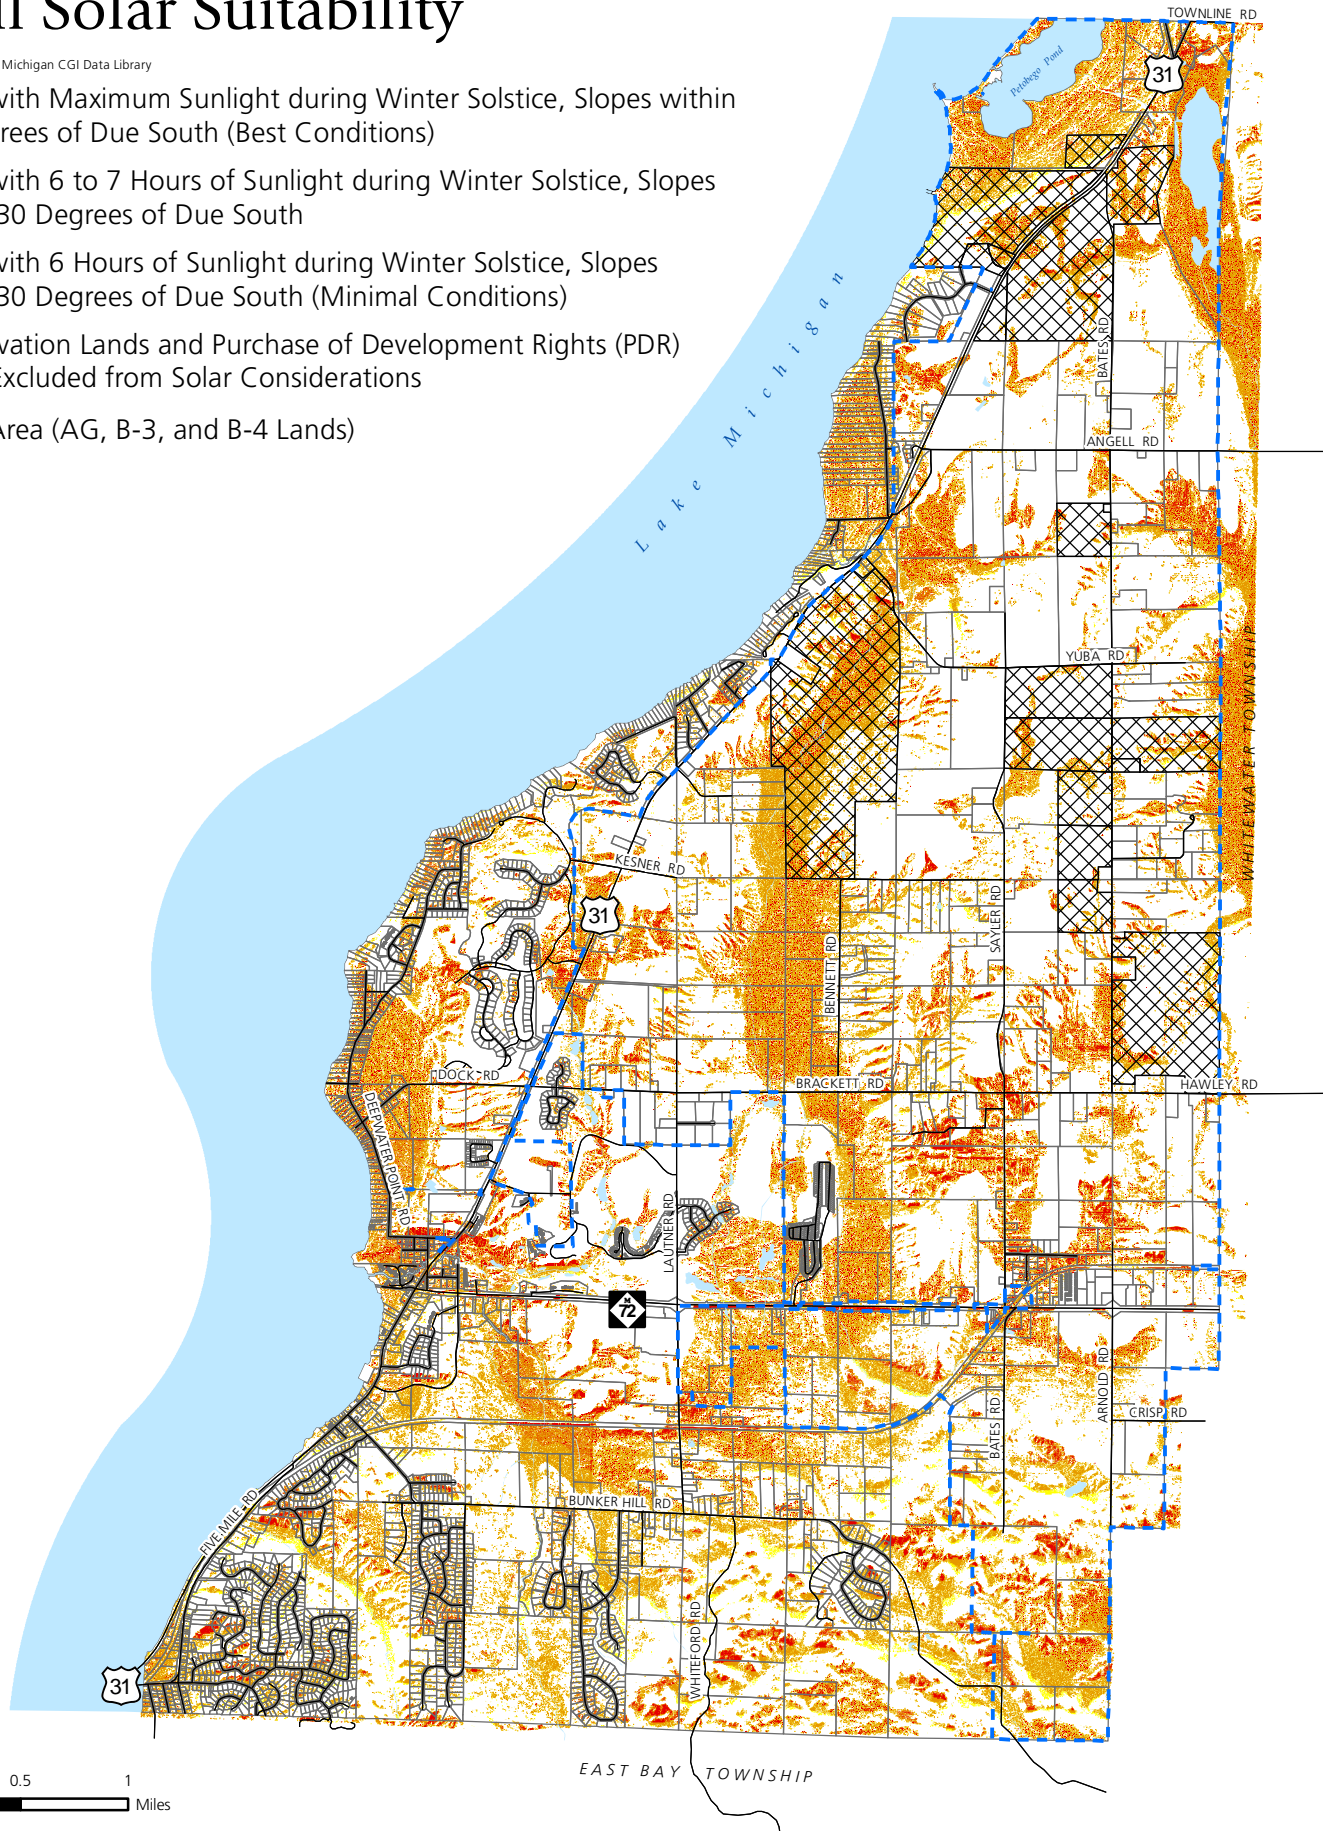 ll Solar Suitability
Michigan CGI Data Library
with Maximum Sunlight during Winter Solstice, Slopes within
rees of Due South (Best Conditions)
with 6 to 7 Hours of Sunlight during Winter Solstice, Slopes
30 Degrees of Due South
with 6 Hours of Sunlight during Winter Solstice, Slopes
30 Degrees of Due South (Minimal Conditions)
vation Lands and Purchase of Development Rights (PDR)
Excluded from Solar Considerations
Area (AG, B-3, and B-4 Lands)
TOWNLINE RD
Petobego Pond
31
Lake Michigan
BATES RD
ANGELL RD
YUBA RD
WHITEWATER TOWNSHIP
KESNER RD
31
SAYLER RD
BENNETT RD
DOCK RD
BRACKETT RD
HAWLEY RD
DEEPWATER POINT RD
LAUTNER RD
M
72
ARNOLD RD
BATES RD
CRISP RD
FIVE MILE RD
BUNKER HILL RD
WHITEFORD RD
31
EAST BAY TOWNSHIP
0.5 1
Miles